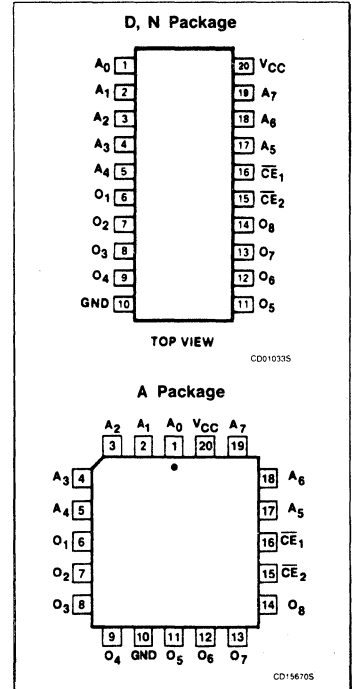 D, N Package
A0 1 20 VCC
A1 2 19 A7
A2 3 18 A6
A3 4 17 A5
A4 5 16 CE1
O1 6 15 CE2
O2 7 14 O8
O3 8 13 O7
O4 9 12 O6
GND 10 11 O5
TOP VIEW
CD01033S
A Package
A2 A1 A0 VCC A7
3 2 1 20 19
A3 4 18 A6
A4 5 17 A5
O1 6 16 CE1
O2 7 15 CE2
O3 8 14 O8
9 10 11 12 13
O4 GND O5 O6 O7
CD15670S